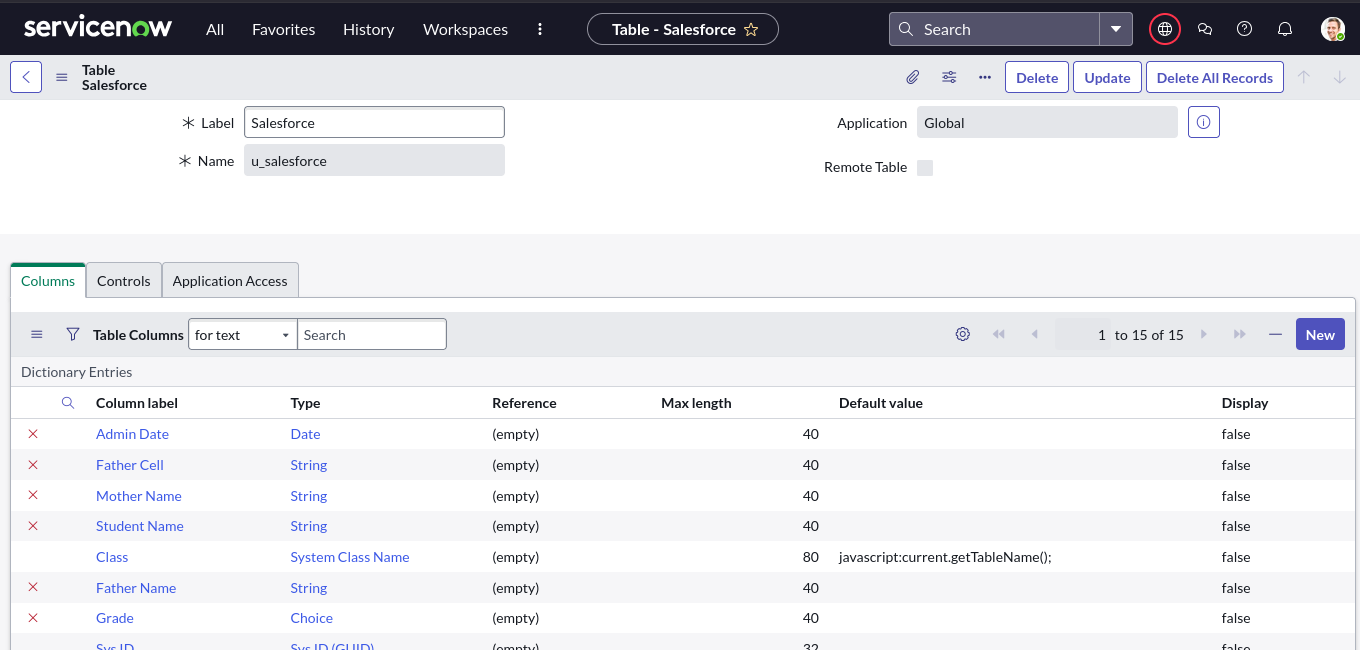 servicenow All Favorites History Workspaces Table - Salesforce Search
Table
Salesforce
Delete Update Delete All Records
Label Salesforce Application Global
Name u_salesforce Remote Table
Columns Controls Application Access
Table Columns for text Search 1 to 15 of 15 New
Dictionary Entries
Column label Type Reference Max length Default value Display
Admin Date Date (empty) 40 false
Father Cell String (empty) 40 false
Mother Name String (empty) 40 false
Student Name String (empty) 40 false
Class System Class Name (empty) 80 javascript:current.getTableName(); false
Father Name String (empty) 40 false
Grade Choice (empty) 40 false
Sys ID Sys ID (GUID) (empty) 32 false